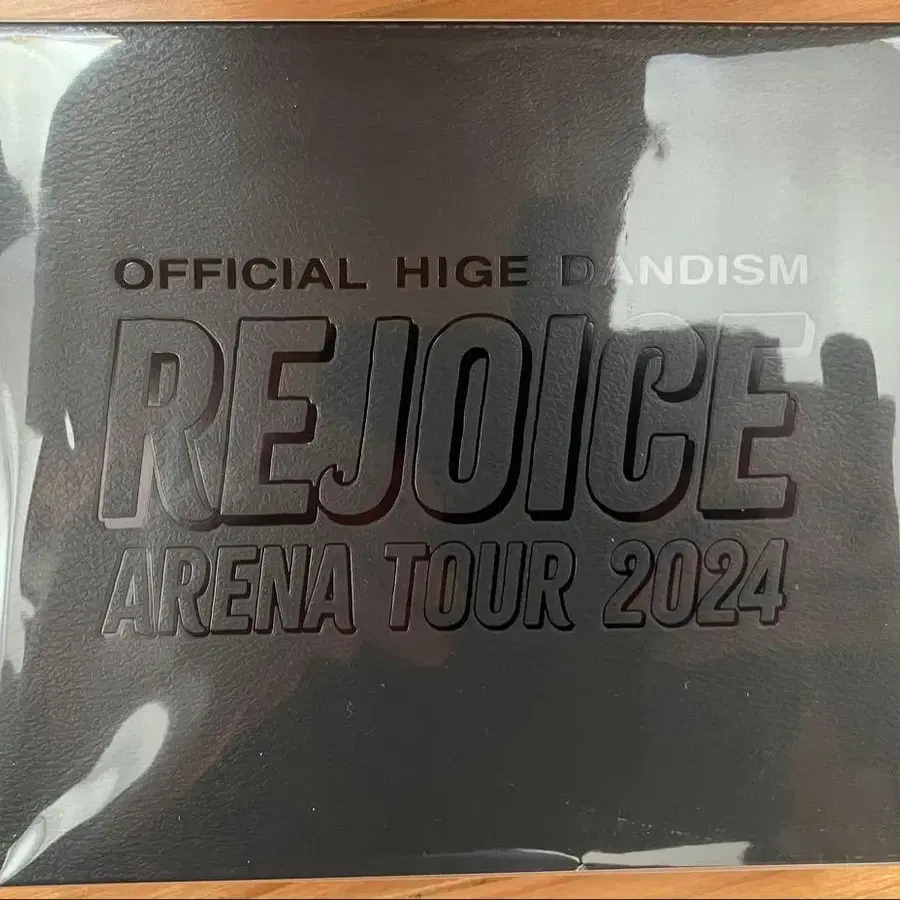 OFFICIAL HIGE DANDISM
REJOICE
ARENA TOUR 2024